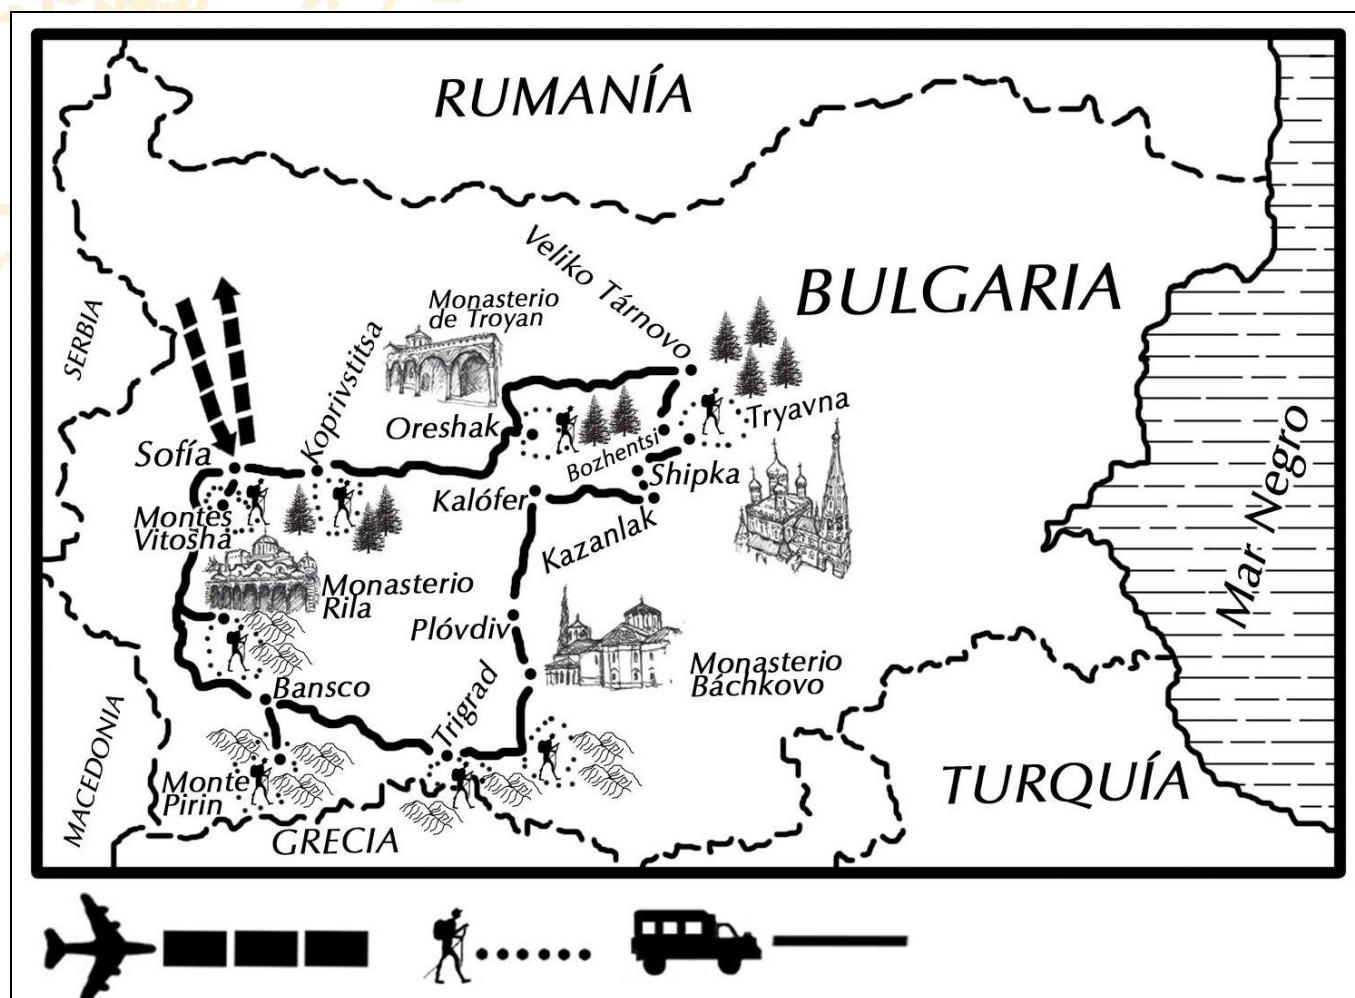 RUMANÍA
Veliko Tárnovo
BULGARIA
SERBIA
Monasterio
de Troyan
Koprivstitsa
Oreshak
Tryavna
Sofía
Bozhentsi
Shipka
Kalófer
Montes
Vitosha
Kazanlak
Mar Negro
Monasterio
Rila
Plóvdiv
Monasterio
Báchkovo
Bansco
Trigrad
MACEDONIA
Monte
Pirin
TURQUÍA
GRECIA